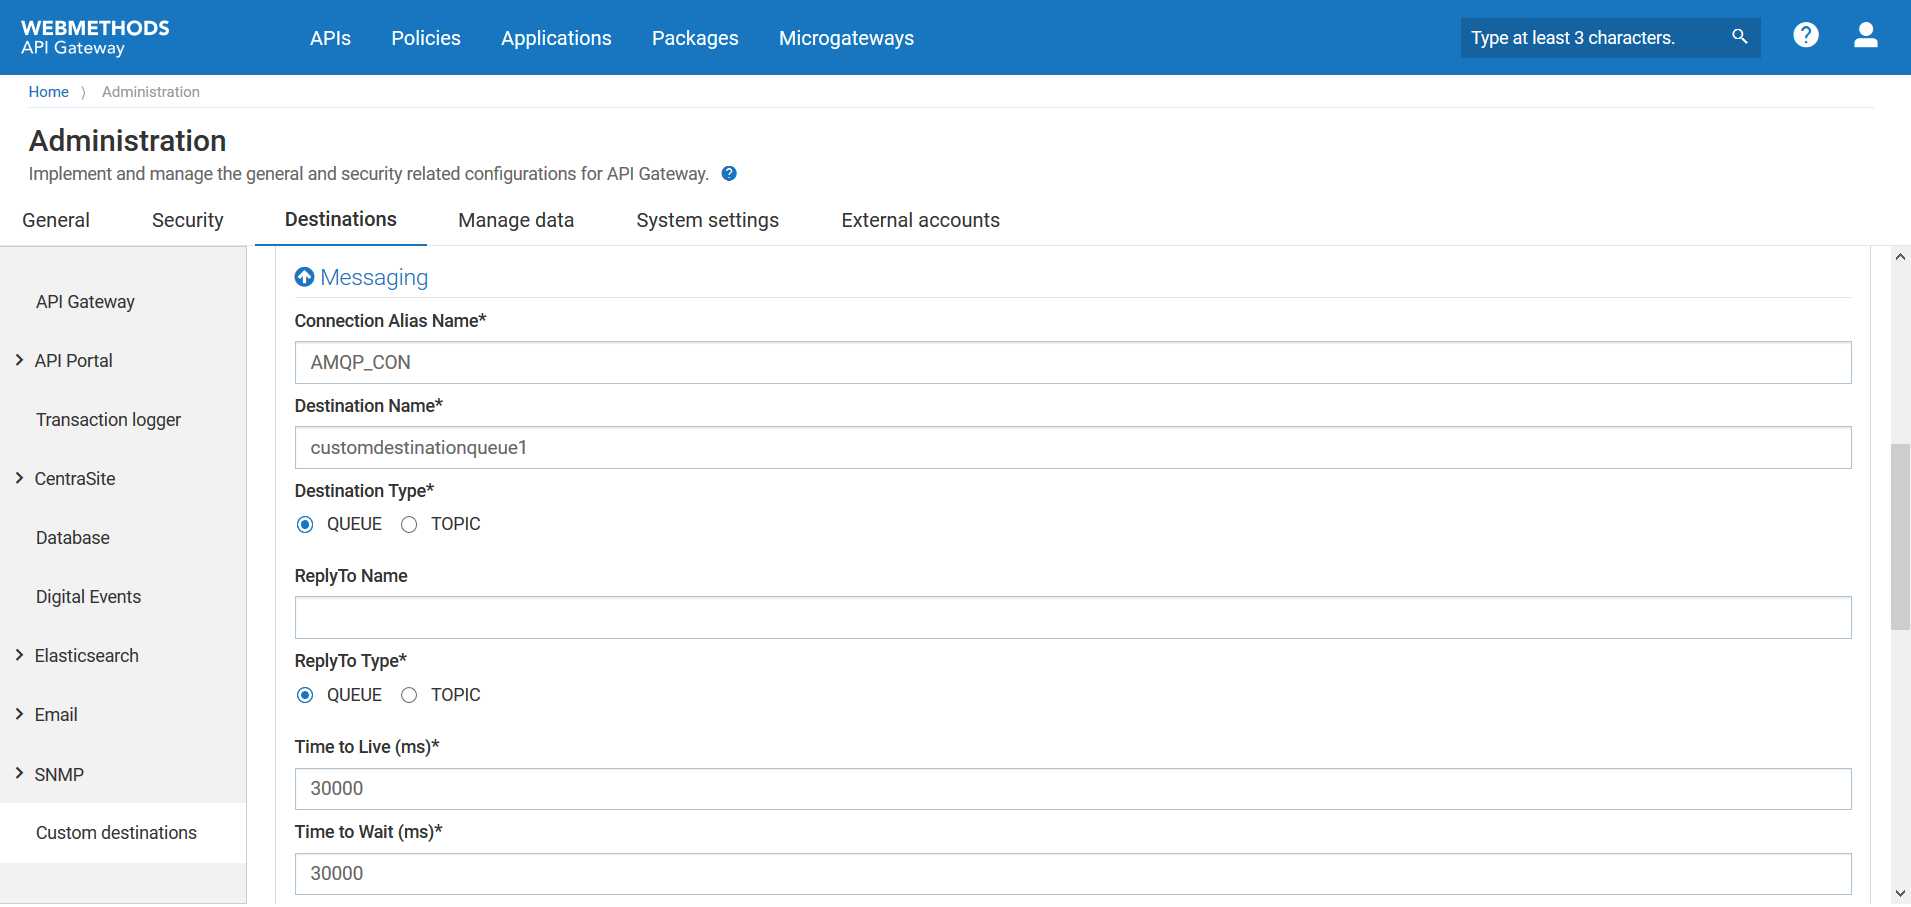 WEBMETHODS
API Gateway
APIs Policies Applications Packages Microgateways
Type at least 3 characters.
?
Home Administration
Administration
Implement and manage the general and security related configurations for API Gateway. ?
General Security Destinations Manage data System settings External accounts
API Gateway
API Portal
Transaction logger
CentraSite
Database
Digital Events
Elasticsearch
Email
SNMP
Custom destinations
Messaging
Connection Alias Name*
AMQP_CON
Destination Name*
customdestinationqueue1
Destination Type*
QUEUE TOPIC
ReplyTo Name
ReplyTo Type*
QUEUE TOPIC
Time to Live (ms)*
30000
Time to Wait (ms)*
30000